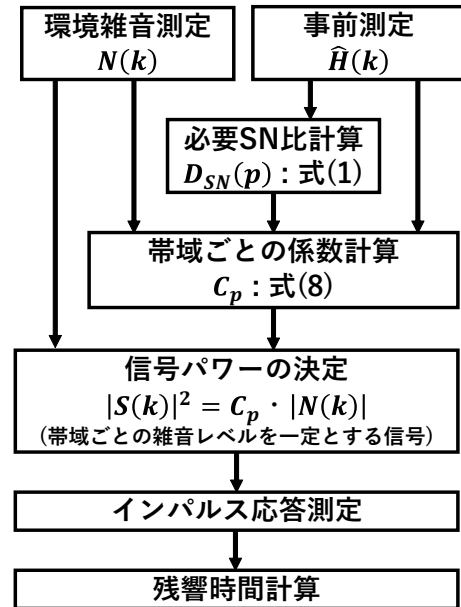 環境雑音測定
N(k)
事前測定
Ĥ(k)
必要SN比計算
D_{SN}(p)：式(1)
帯域ごとの係数計算
C_p：式(8)
信号パワーの決定
|S(k)|² = C_p · |N(k)|
(帯域ごとの雑音レベルを一定とする信号)
インパルス応答測定
残響時間計算